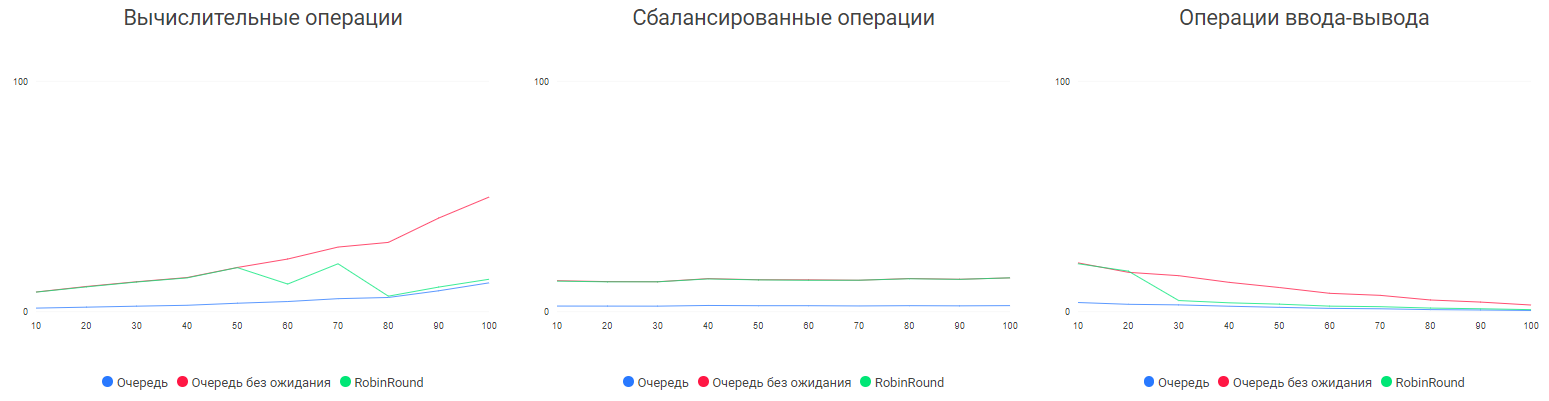 Вычислительные операции
100
0
10 20 30 40 50 60 70 80 90 100
Очередь Очередь без ожидания RobinRound
Сбалансированные операции
100
0
10 20 30 40 50 60 70 80 90 100
Очередь Очередь без ожидания RobinRound
Операции ввода-вывода
100
0
10 20 30 40 50 60 70 80 90 100
Очередь Очередь без ожидания RobinRound